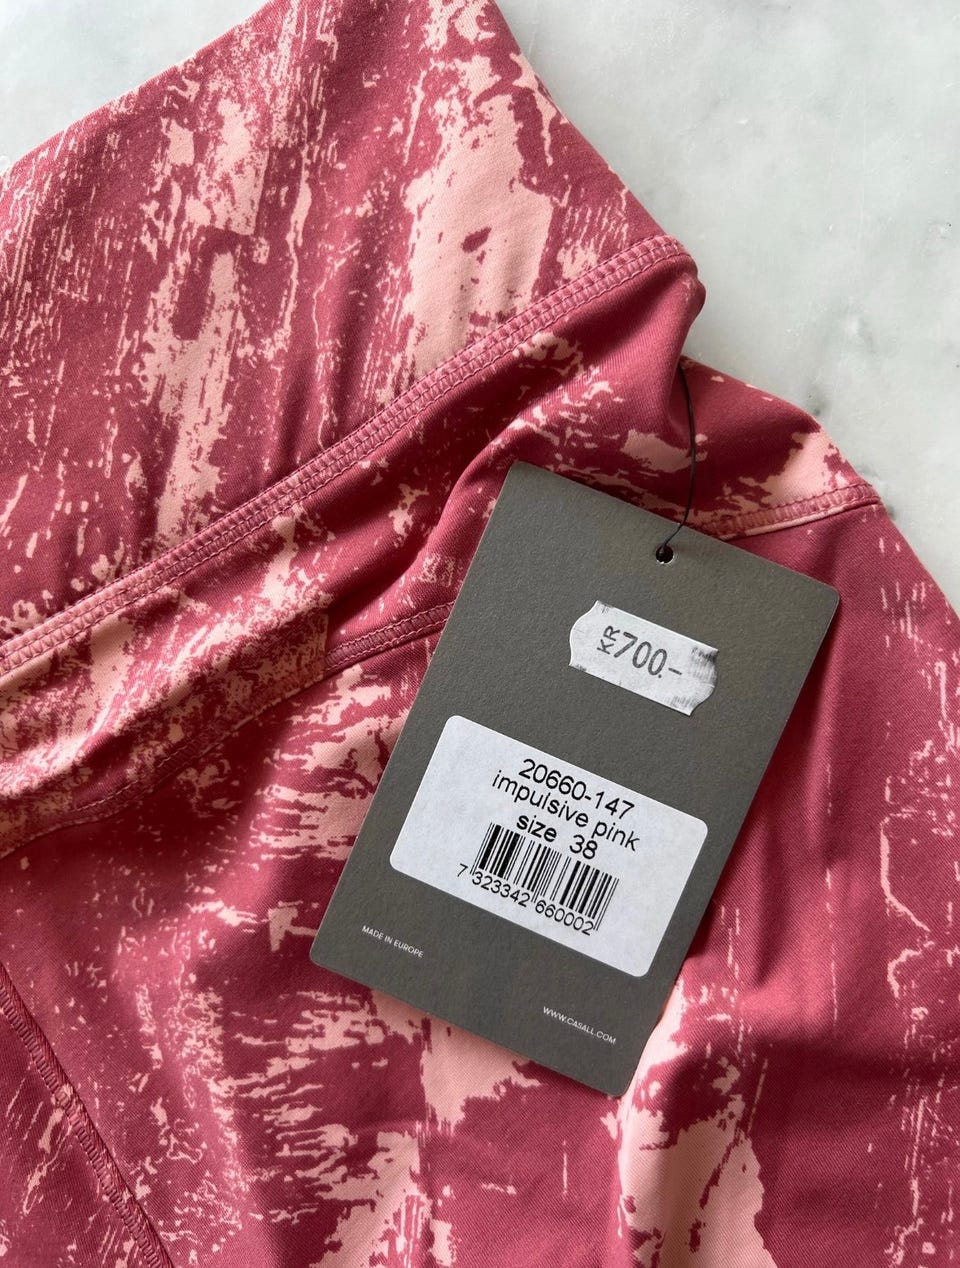 KR 700.-
20660-147
impulsive pink
size 38
7 323342 660002
MADE IN EUROPE
WWW.CASALL.COM